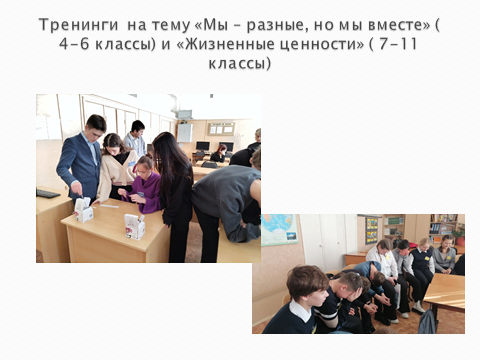 Тренинги  на тему «Мы – разные, но мы вместе» (
4-6 классы) и «Жизненные ценности» ( 7-11
классы)